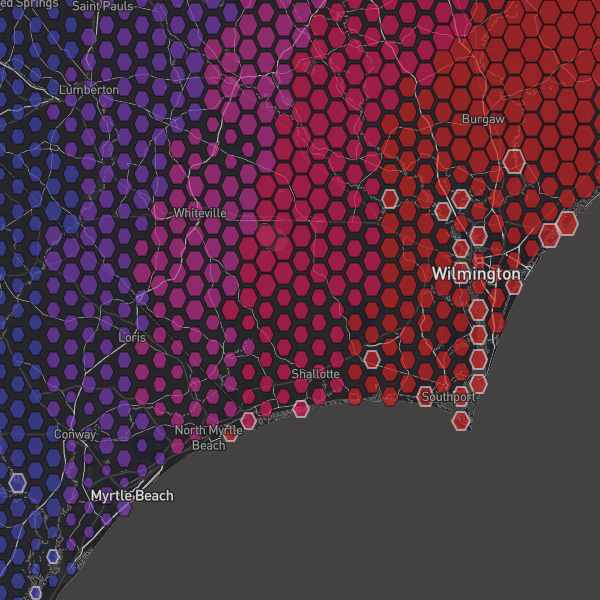 ed Springs
Saint Pauls
Lumberton
Burgaw
Whiteville
Wilmington
Loris
Shallotte
Southport
North Myrtle
Beach
Conway
Myrtle Beach